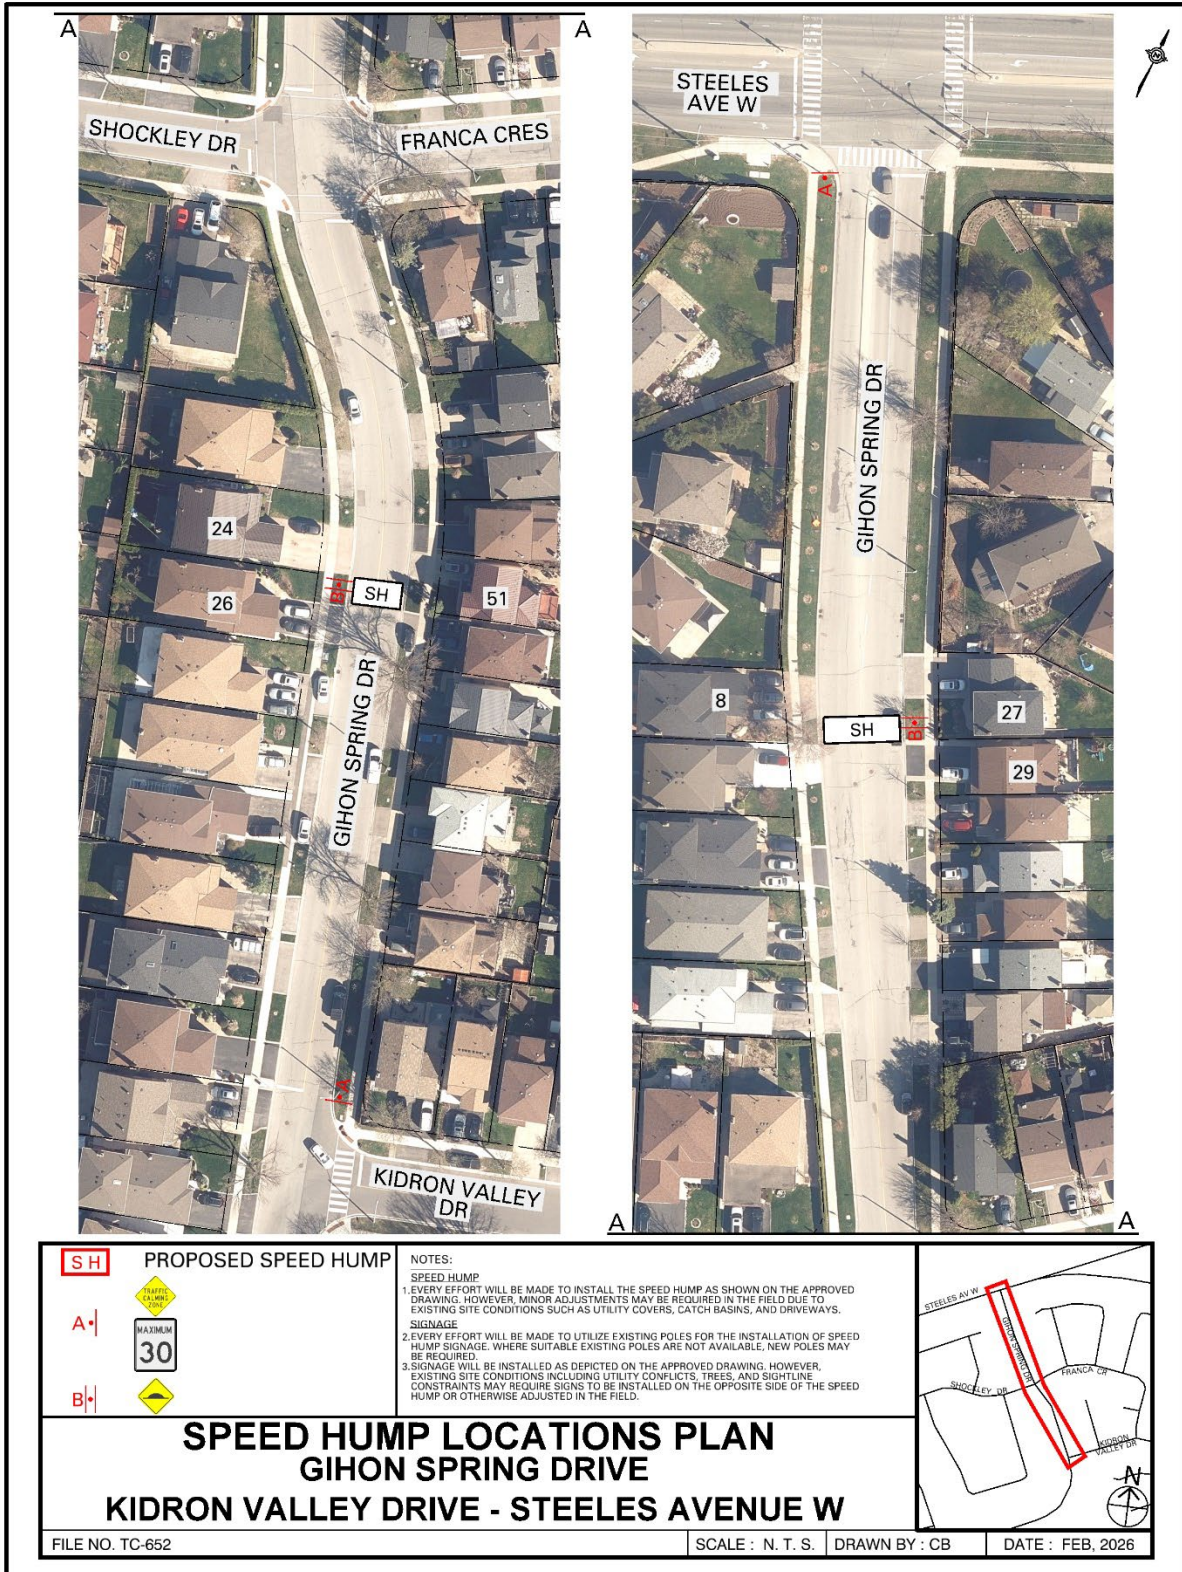 A
A
SHOCKLEY DR
FRANCA CRES
24
26
B
SH
51
GIHON SPRING DR
A
KIDRON VALLEY
DR
N
STEELES
AVE W
A
GIHON SPRING DR
8
SH
B
27
29
A
A
SH PROPOSED SPEED HUMP
A
TRAFFIC
CALMING
ZONE
MAXIMUM
30
B
NOTES:
SPEED HUMP
1.EVERY EFFORT WILL BE MADE TO INSTALL THE SPEED HUMP AS SHOWN ON THE APPROVED
DRAWING. HOWEVER, MINOR ADJUSTMENTS MAY BE REQUIRED IN THE FIELD DUE TO
EXISTING SITE CONDITIONS SUCH AS UTILITY COVERS, CATCH BASINS, AND DRIVEWAYS.
SIGNAGE
2.EVERY EFFORT WILL BE MADE TO UTILIZE EXISTING POLES FOR THE INSTALLATION OF SPEED
HUMP SIGNAGE. WHERE SUITABLE EXISTING POLES ARE NOT AVAILABLE, NEW POLES MAY
BE REQUIRED.
3.SIGNAGE WILL BE INSTALLED AS DEPICTED ON THE APPROVED DRAWING. HOWEVER,
EXISTING SITE CONDITIONS INCLUDING UTILITY CONFLICTS, TREES, AND SIGHTLINE
CONSTRAINTS MAY REQUIRE SIGNS TO BE INSTALLED ON THE OPPOSITE SIDE OF THE SPEED
HUMP OR OTHERWISE ADJUSTED IN THE FIELD.
STEELES AV W
GIHON SPRING DR
SHOCKLEY DR
FRANCA CR
KIDRON
VALLEY DR
N
SPEED HUMP LOCATIONS PLAN
GIHON SPRING DRIVE
KIDRON VALLEY DRIVE - STEELES AVENUE W
FILE NO. TC-652
SCALE : N. T. S.
DRAWN BY : CB
DATE : FEB, 2026